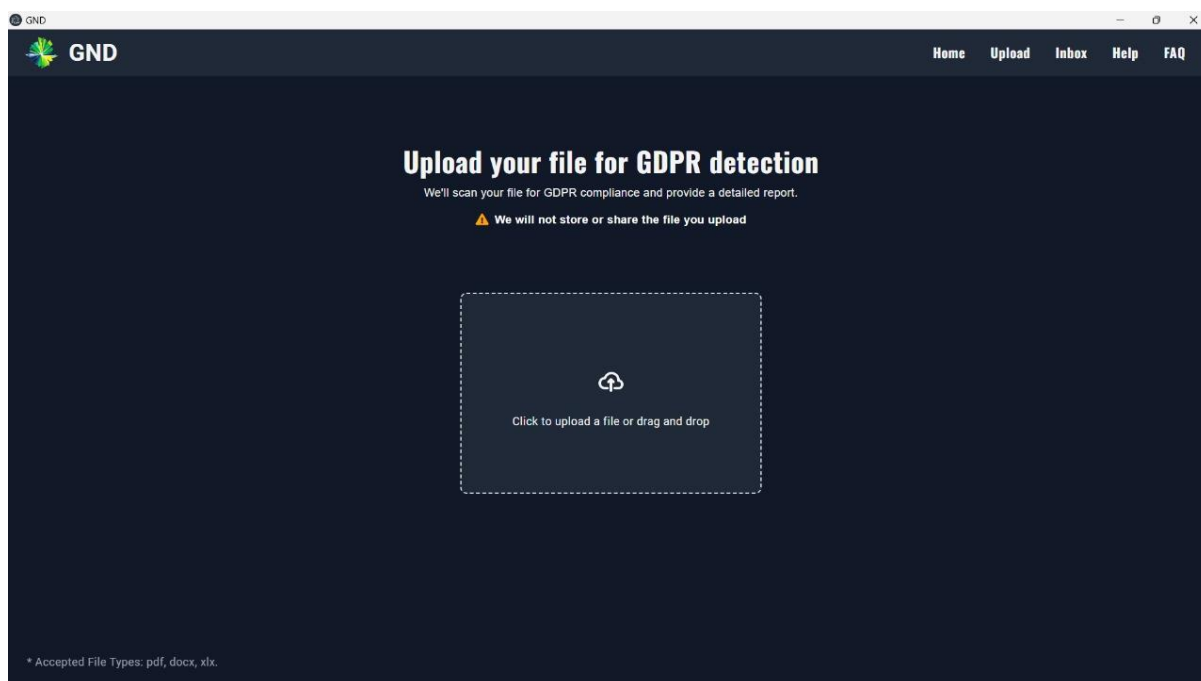 GND
GND
Home Upload Inbox Help FAQ
Upload your file for GDPR detection
We'll scan your file for GDPR compliance and provide a detailed report.
We will not store or share the file you upload
Click to upload a file or drag and drop
* Accepted File Types: pdf, docx, xlx.